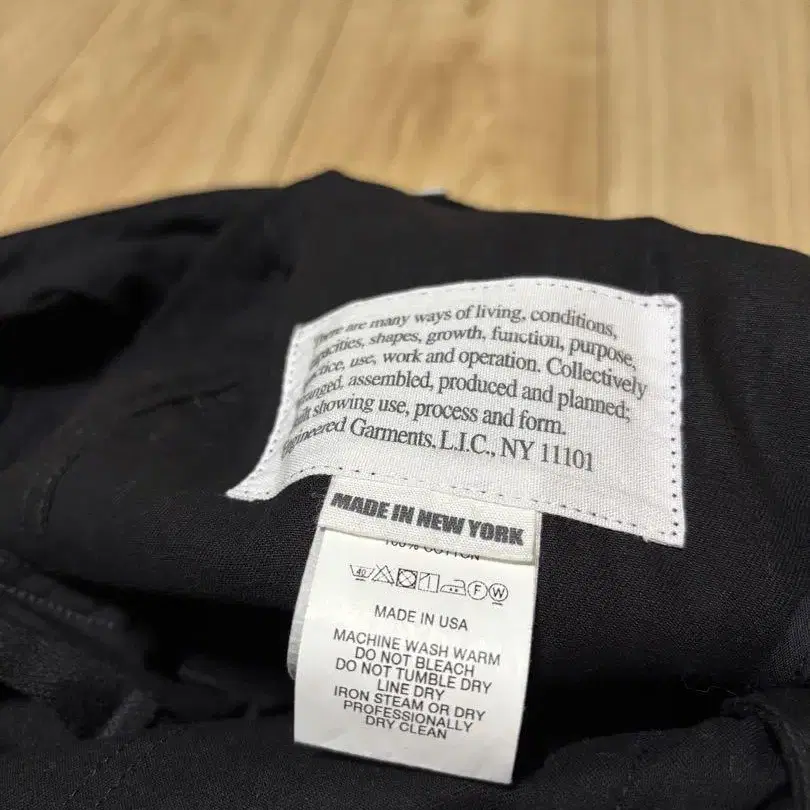 There are many ways of living, conditions,
capacities, shapes, growth, function, purpose,
practice, use, work and operation. Collectively
arranged, assembled, produced and planned;
built showing use, process and form.
Engineered Garments, L.I.C., NY 11101
MADE IN NEW YORK
100% COTTON
40 F W
MADE IN USA
MACHINE WASH WARM
DO NOT BLEACH
DO NOT TUMBLE DRY
LINE DRY
IRON STEAM OR DRY
PROFESSIONALLY
DRY CLEAN